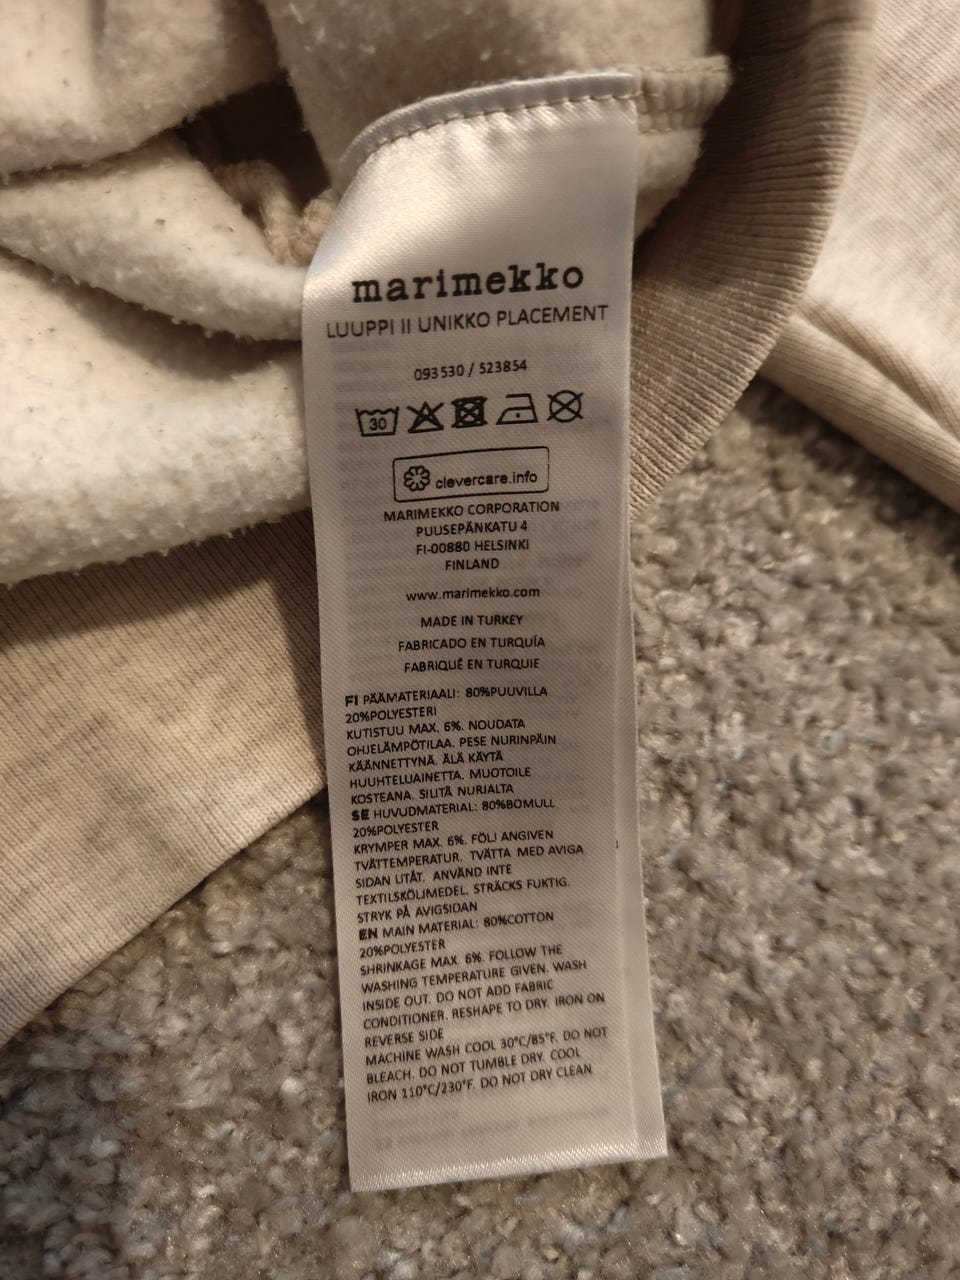 marimekko
LUUPPI II UNIKKO PLACEMENT
093530 / 523854
30
clevercare.info
MARIMEKKO CORPORATION
PUUSEPÄNKATU 4
FI-00880 HELSINKI
FINLAND
www.marimekko.com
MADE IN TURKEY
FABRICADO EN TURQUÍA
FABRIQUÉ EN TURQUIE
FI PÄÄMATERIAALI: 80%PUUVILLA
20%POLYESTERI
KUTISTUU MAX. 6%. NOUDATA
OHJELÄMPÖTILAA. PESE NURINPÄIN
KÄÄNNETTYNÄ. ÄLÄ KÄYTÄ
HUUHTELUAINETTA. MUOTOILE
KOSTEANA. SILITÄ NURJALTA
SE HUVUDMATERIAL: 80%BOMULL
20%POLYESTER
KRYMPER MAX. 6%. FÖLJ ANGIVEN
TVÄTTEMPERATUR. TVÄTTA MED AVIGA
SIDAN UTÅT. ANVÄND INTE
TEXTILSKÖLJMEDEL. STRÄCKS FUKTIG.
STRYK PÅ AVIGSIDAN
EN MAIN MATERIAL: 80%COTTON
20%POLYESTER
SHRINKAGE MAX. 6%. FOLLOW THE
WASHING TEMPERATURE GIVEN. WASH
INSIDE OUT. DO NOT ADD FABRIC
CONDITIONER. RESHAPE TO DRY. IRON ON
REVERSE SIDE
MACHINE WASH COOL 30°C/85°F. DO NOT
BLEACH. DO NOT TUMBLE DRY. COOL
IRON 110°C/230°F. DO NOT DRY CLEAN